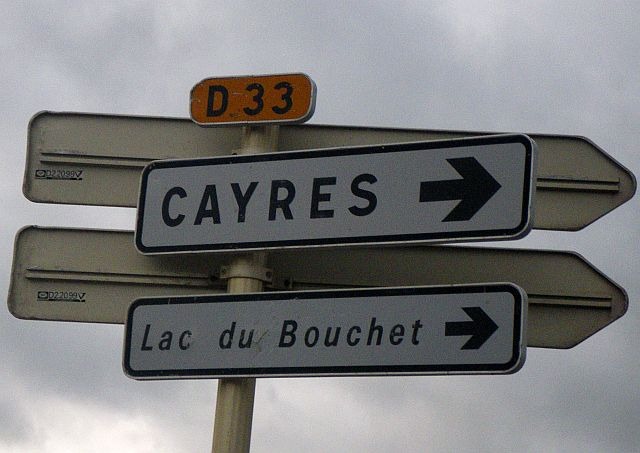 D 33
CAYRES
Lac du Bouchet